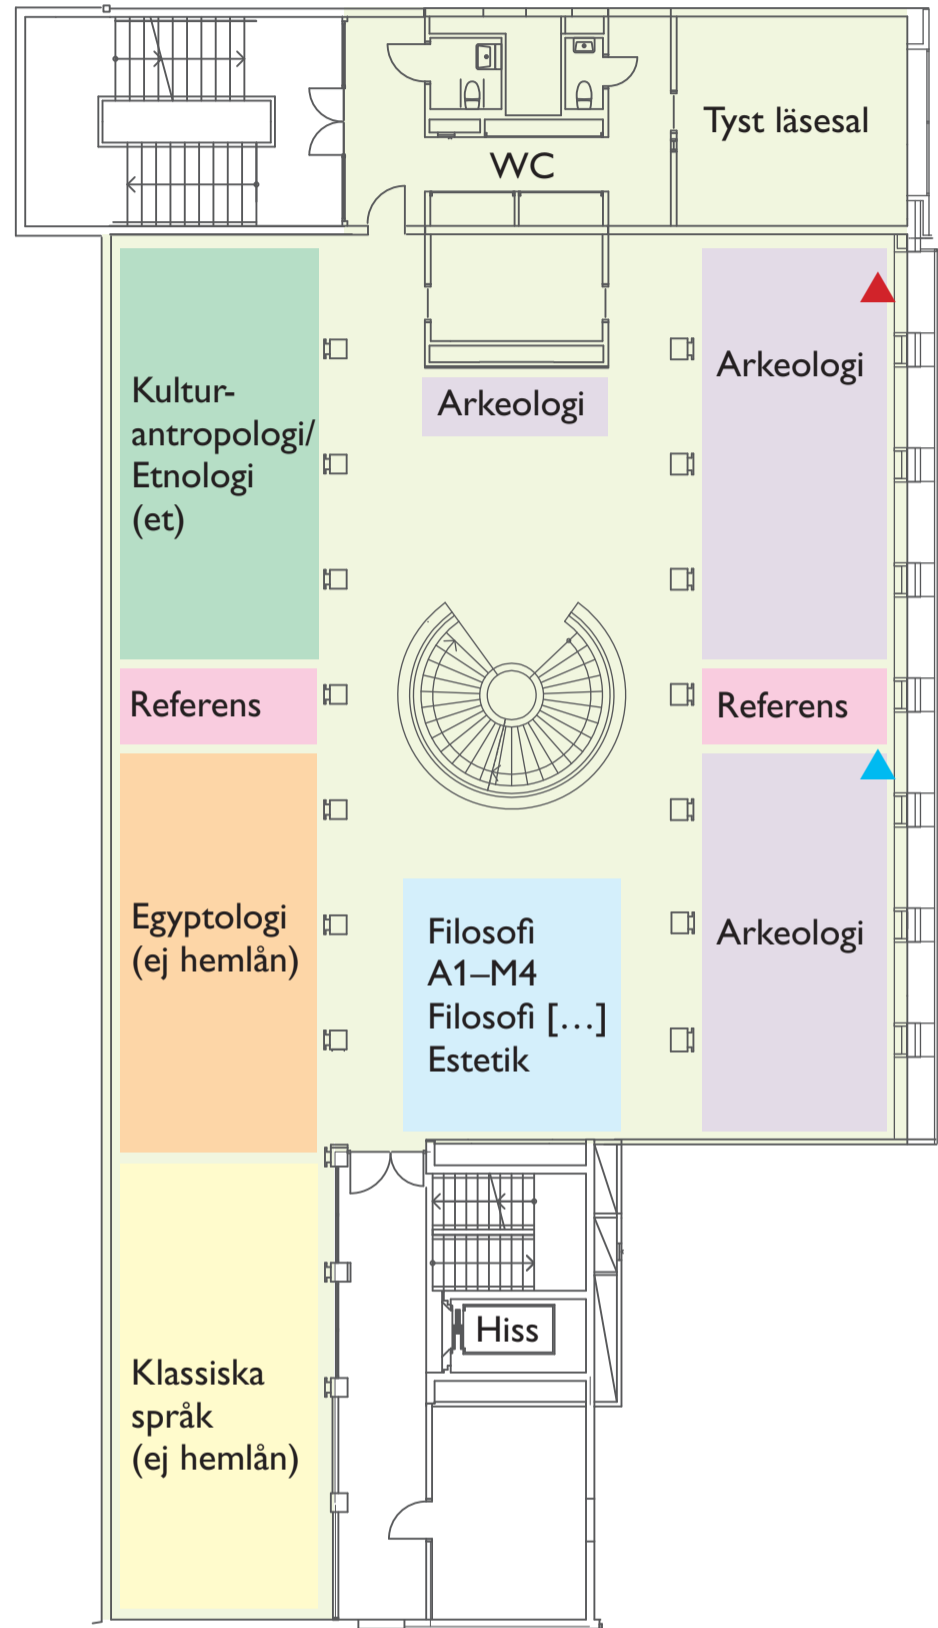 Tyst läsesal
WC
Kultur-
antropologi/
Etnologi
(et)
Arkeologi
Arkeologi
Referens
Referens
Egyptologi
(ej hemlån)
Filosofi
A1–M4
Filosofi […]
Estetik
Arkeologi
Hiss
Klassiska
språk
(ej hemlån)